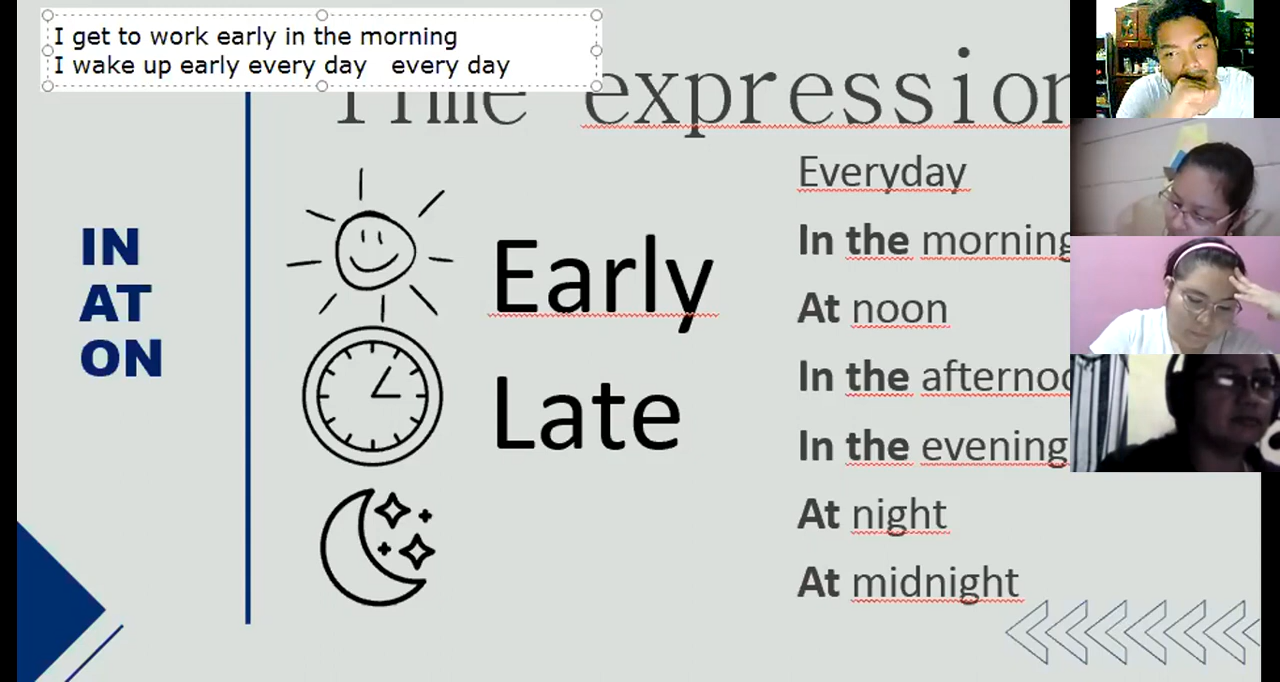 I get to work early in the morning
I wake up early every day every day
Time expression
IN
AT
ON
Early
Late
Everyday
In the morning
At noon
In the afternoo
In the evening
At night
At midnight